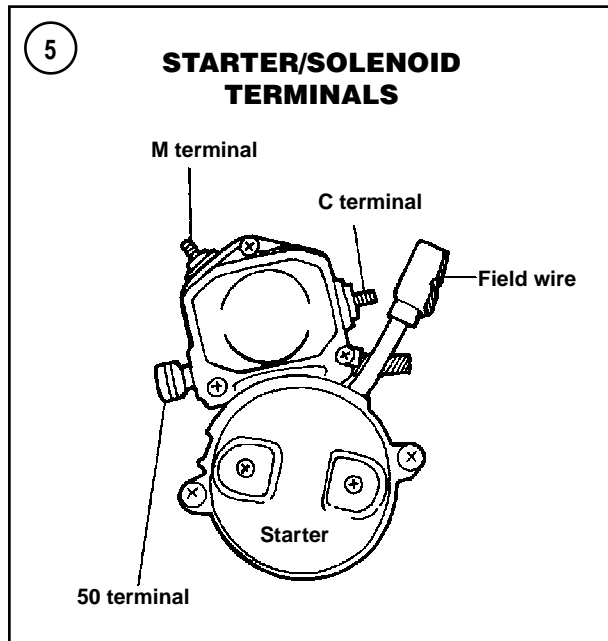 5
STARTER/SOLENOID
TERMINALS
M terminal
C terminal
Field wire
Starter
50 terminal